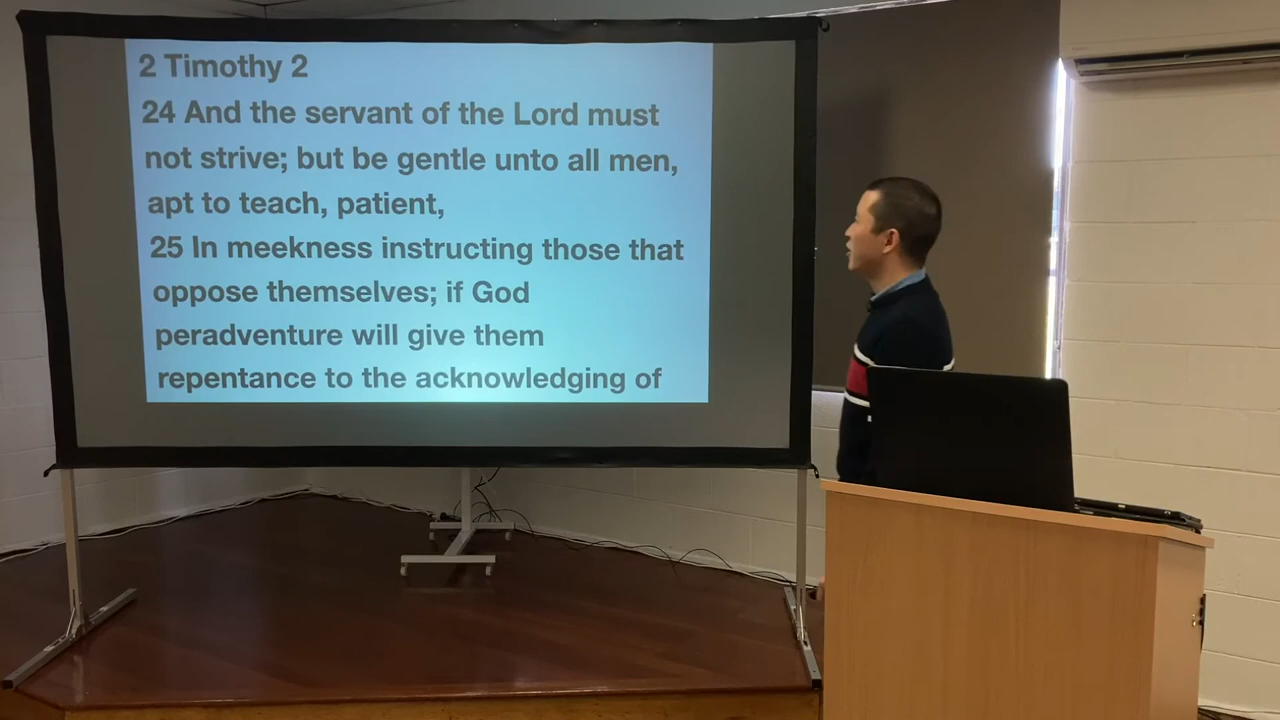 2 Timothy 2
24 And the servant of the Lord must
not strive; but be gentle unto all men,
apt to teach, patient,
25 In meekness instructing those that
oppose themselves; if God
peradventure will give them
repentance to the acknowledging of